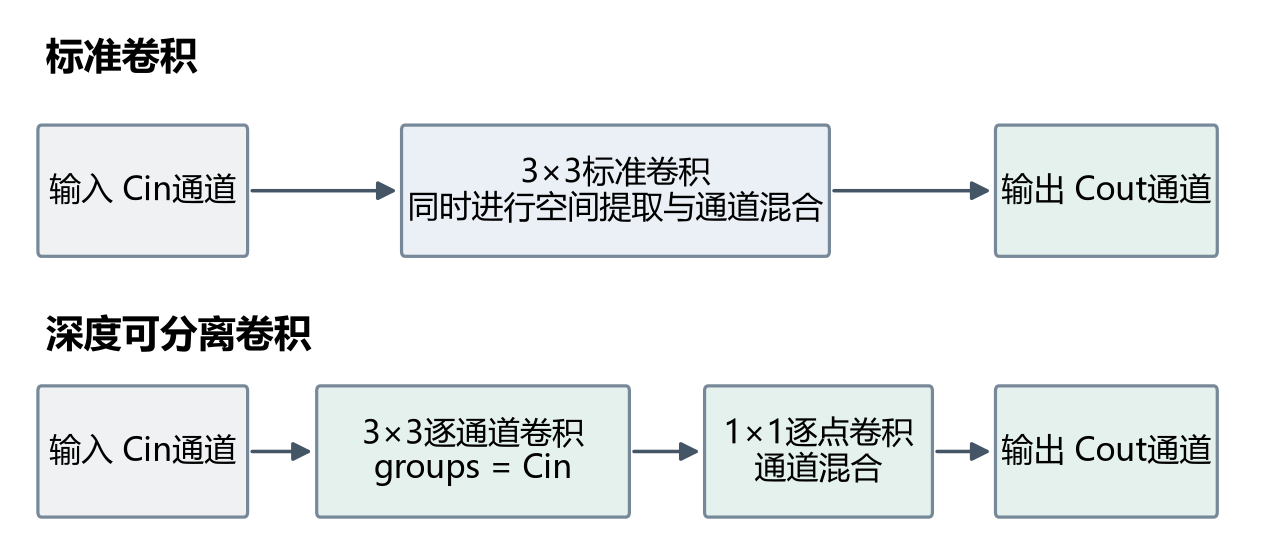 标准卷积
输入 Cin通道
3×3标准卷积
同时进行空间提取与通道混合
输出 Cout通道
深度可分离卷积
输入 Cin通道
3×3逐通道卷积
groups = Cin
1×1逐点卷积
通道混合
输出 Cout通道